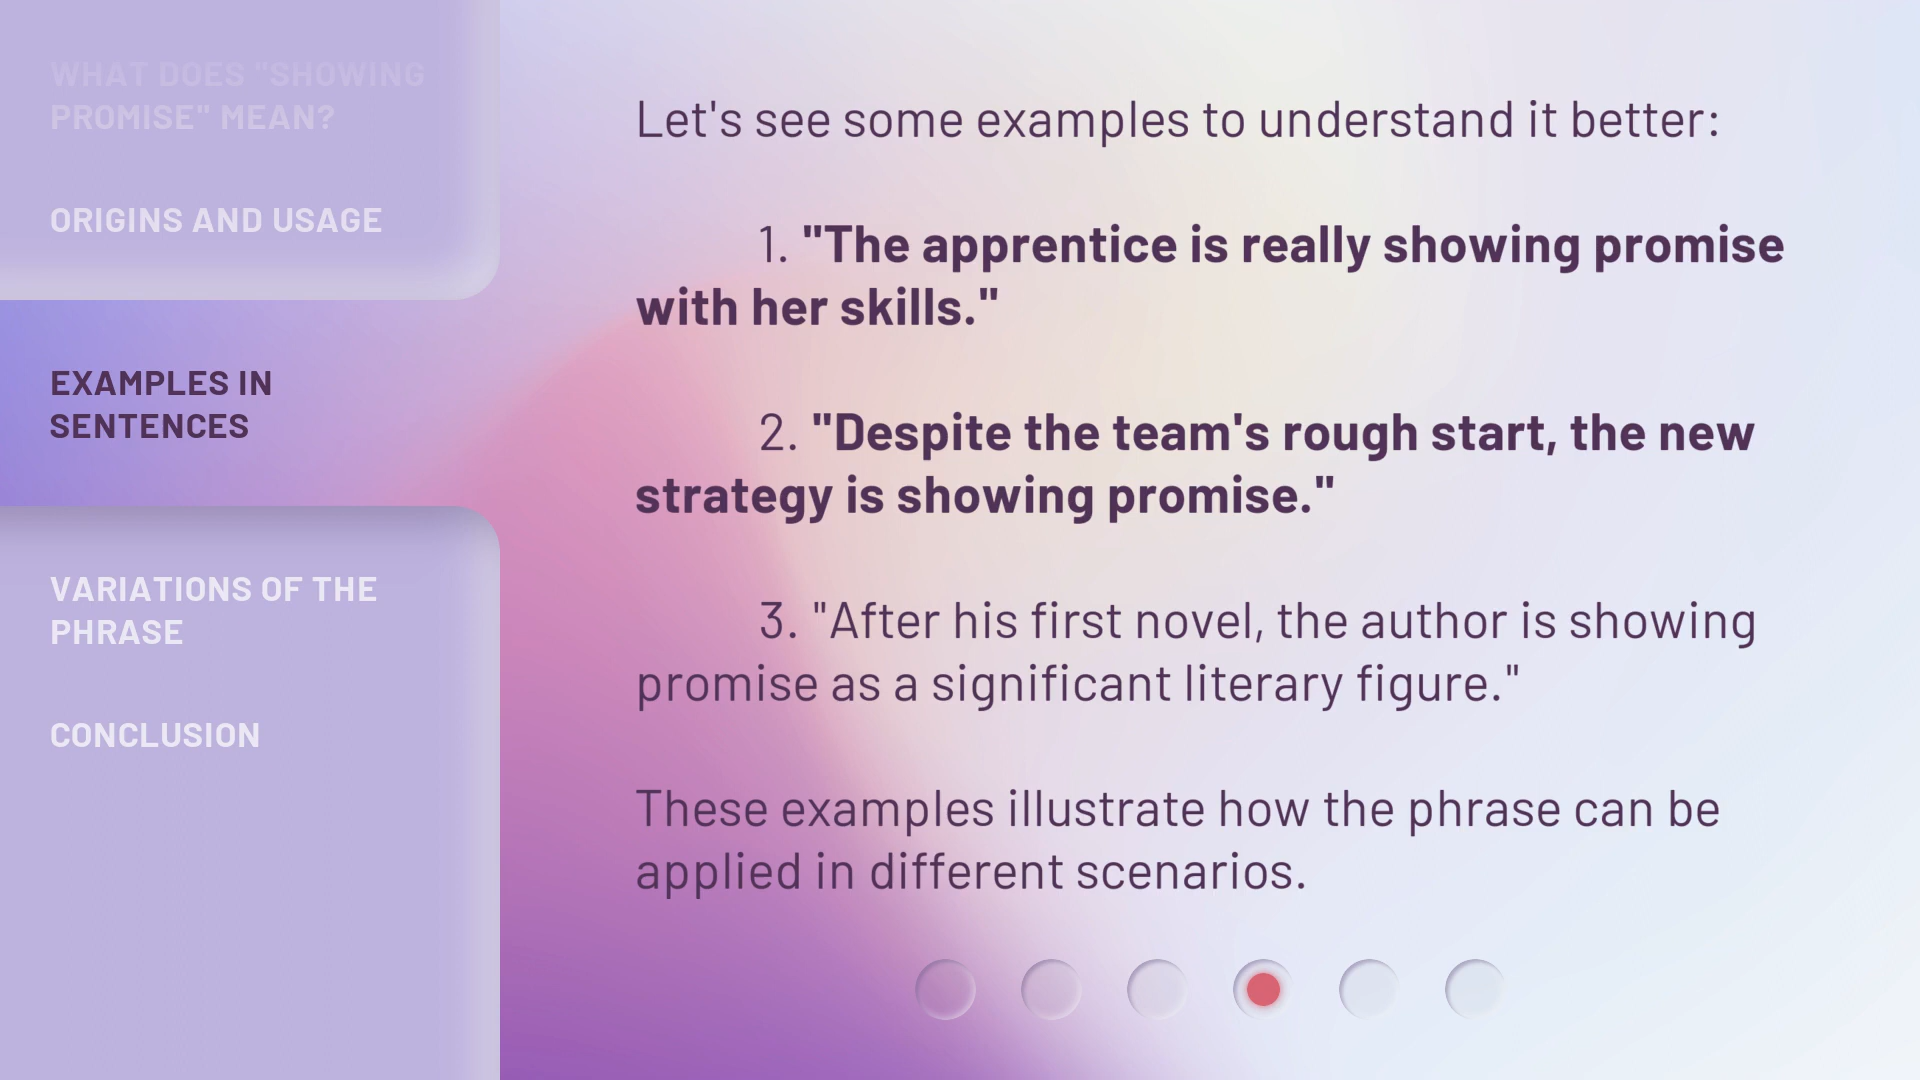 WHAT DOES "SHOWING
PROMISE" MEAN?
ORIGINS AND USAGE
EXAMPLES IN
SENTENCES
VARIATIONS OF THE
PHRASE
CONCLUSION
Let's see some examples to understand it better:
1. "The apprentice is really showing promise
with her skills."
2. "Despite the team's rough start, the new
strategy is showing promise."
3. "After his first novel, the author is showing
promise as a significant literary figure."
These examples illustrate how the phrase can be
applied in different scenarios.